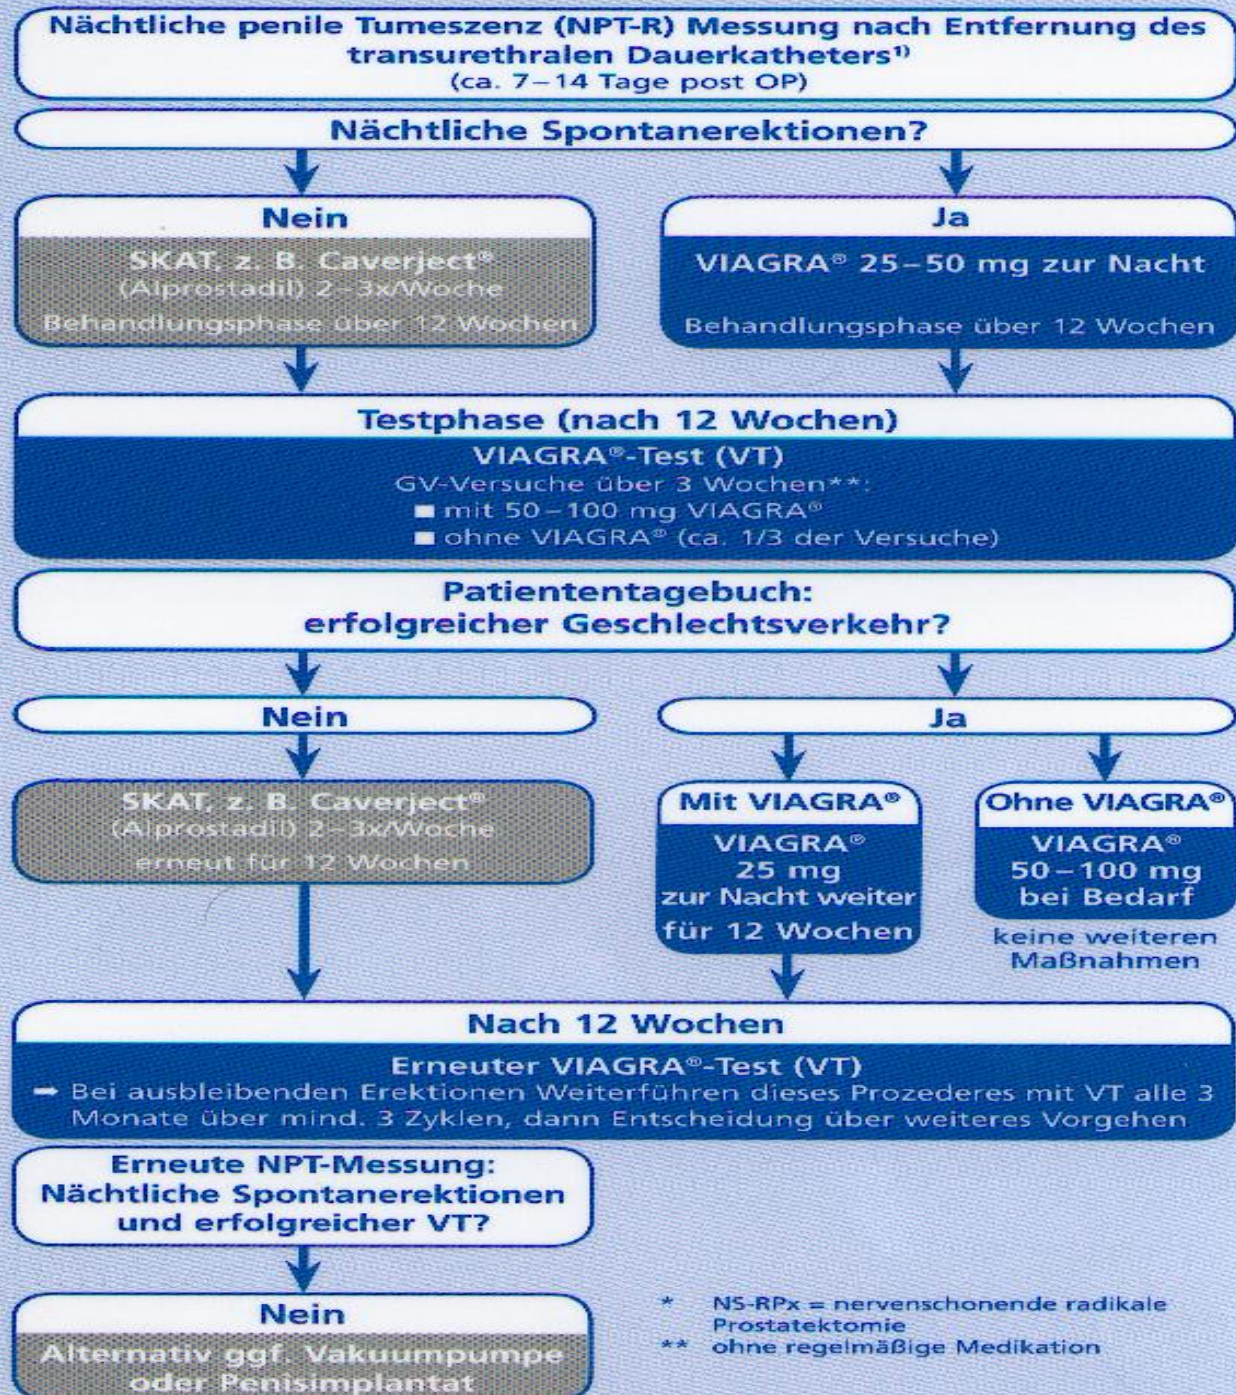 Nächtliche penile Tumeszenz (NPT-R) Messung nach Entfernung des
transurethralen Dauerkatheters¹⁾
(ca. 7–14 Tage post OP)
Nächtliche Spontanerektionen?
Nein
SKAT, z. B. Caverject®
(Alprostadil) 2–3x/Woche
Behandlungsphase über 12 Wochen
Ja
VIAGRA® 25–50 mg zur Nacht
Behandlungsphase über 12 Wochen
Testphase (nach 12 Wochen)
VIAGRA®-Test (VT)
GV-Versuche über 3 Wochen**:
■ mit 50–100 mg VIAGRA®
■ ohne VIAGRA® (ca. 1/3 der Versuche)
Patiententagebuch:
erfolgreicher Geschlechtsverkehr?
Nein
SKAT, z. B. Caverject®
(Alprostadil) 2–3x/Woche
erneut für 12 Wochen
Ja
Mit VIAGRA®
VIAGRA®
25 mg
zur Nacht weiter
für 12 Wochen
Ohne VIAGRA®
VIAGRA®
50–100 mg
bei Bedarf
keine weiteren
Maßnahmen
Nach 12 Wochen
Erneuter VIAGRA®-Test (VT)
➞ Bei ausbleibenden Erektionen Weiterführen dieses Prozederes mit VT alle 3
Monate über mind. 3 Zyklen, dann Entscheidung über weiteres Vorgehen
Erneute NPT-Messung:
Nächtliche Spontanerektionen
und erfolgreicher VT?
Nein
Alternativ ggf. Vakuumpumpe
oder Penisimplantat
* NS-RPx = nervenschonende radikale
Prostatektomie
** ohne regelmäßige Medikation